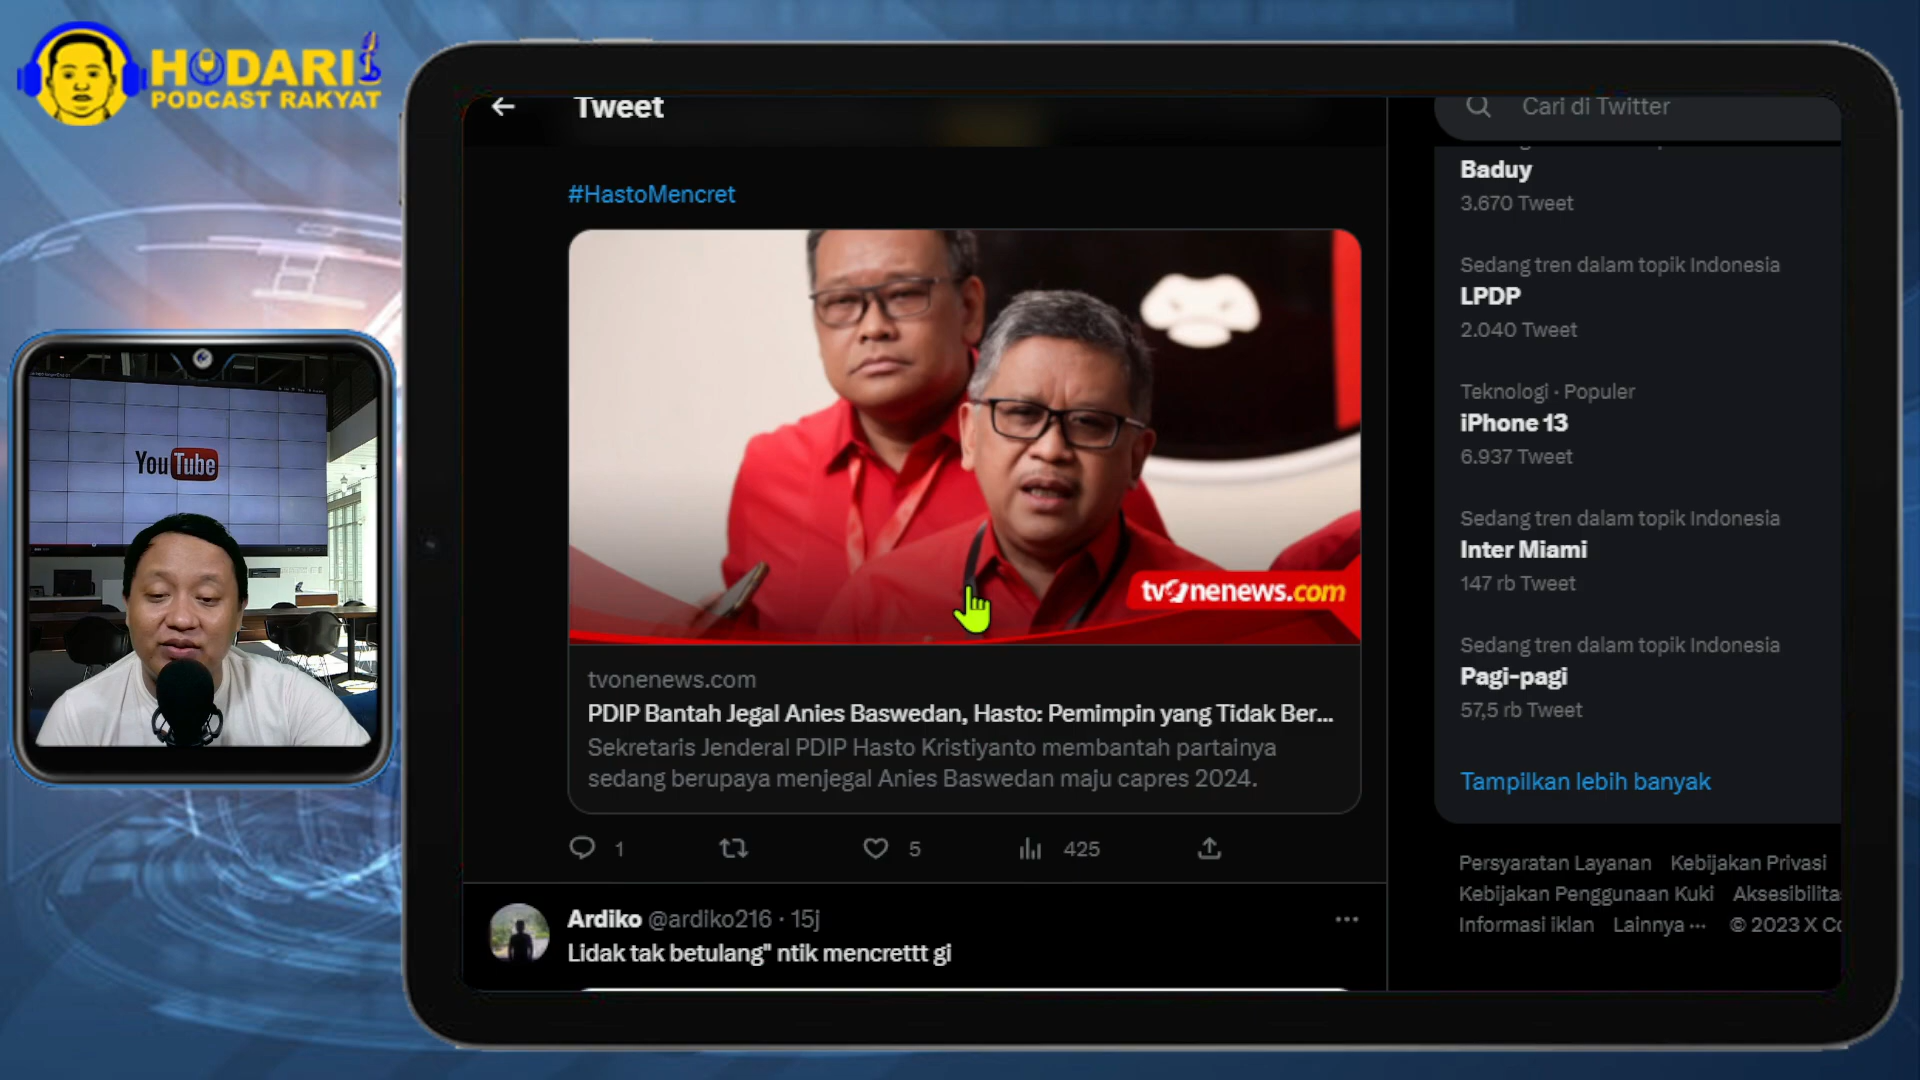 HODARI
PODCAST RAKYAT
YouTube
Tweet
#HastoMencret
tvonenews.com
tvonenews.com
PDIP Bantah Jegal Anies Baswedan, Hasto: Pemimpin yang Tidak Ber...
Sekretaris Jenderal PDIP Hasto Kristiyanto membantah partainya
sedang berupaya menjegal Anies Baswedan maju capres 2024.
1
5
425
Ardiko @ardiko216 · 15j
Lidak tak betulang" ntik mencrettt gi
Cari di Twitter
Baduy
3.670 Tweet
Sedang tren dalam topik Indonesia
LPDP
2.040 Tweet
Teknologi · Populer
iPhone 13
6.937 Tweet
Sedang tren dalam topik Indonesia
Inter Miami
147 rb Tweet
Sedang tren dalam topik Indonesia
Pagi-pagi
57,5 rb Tweet
Tampilkan lebih banyak
Persyaratan Layanan Kebijakan Privasi
Kebijakan Penggunaan Kuki Aksesibilitas
Informasi iklan Lainnya ··· © 2023 X Co